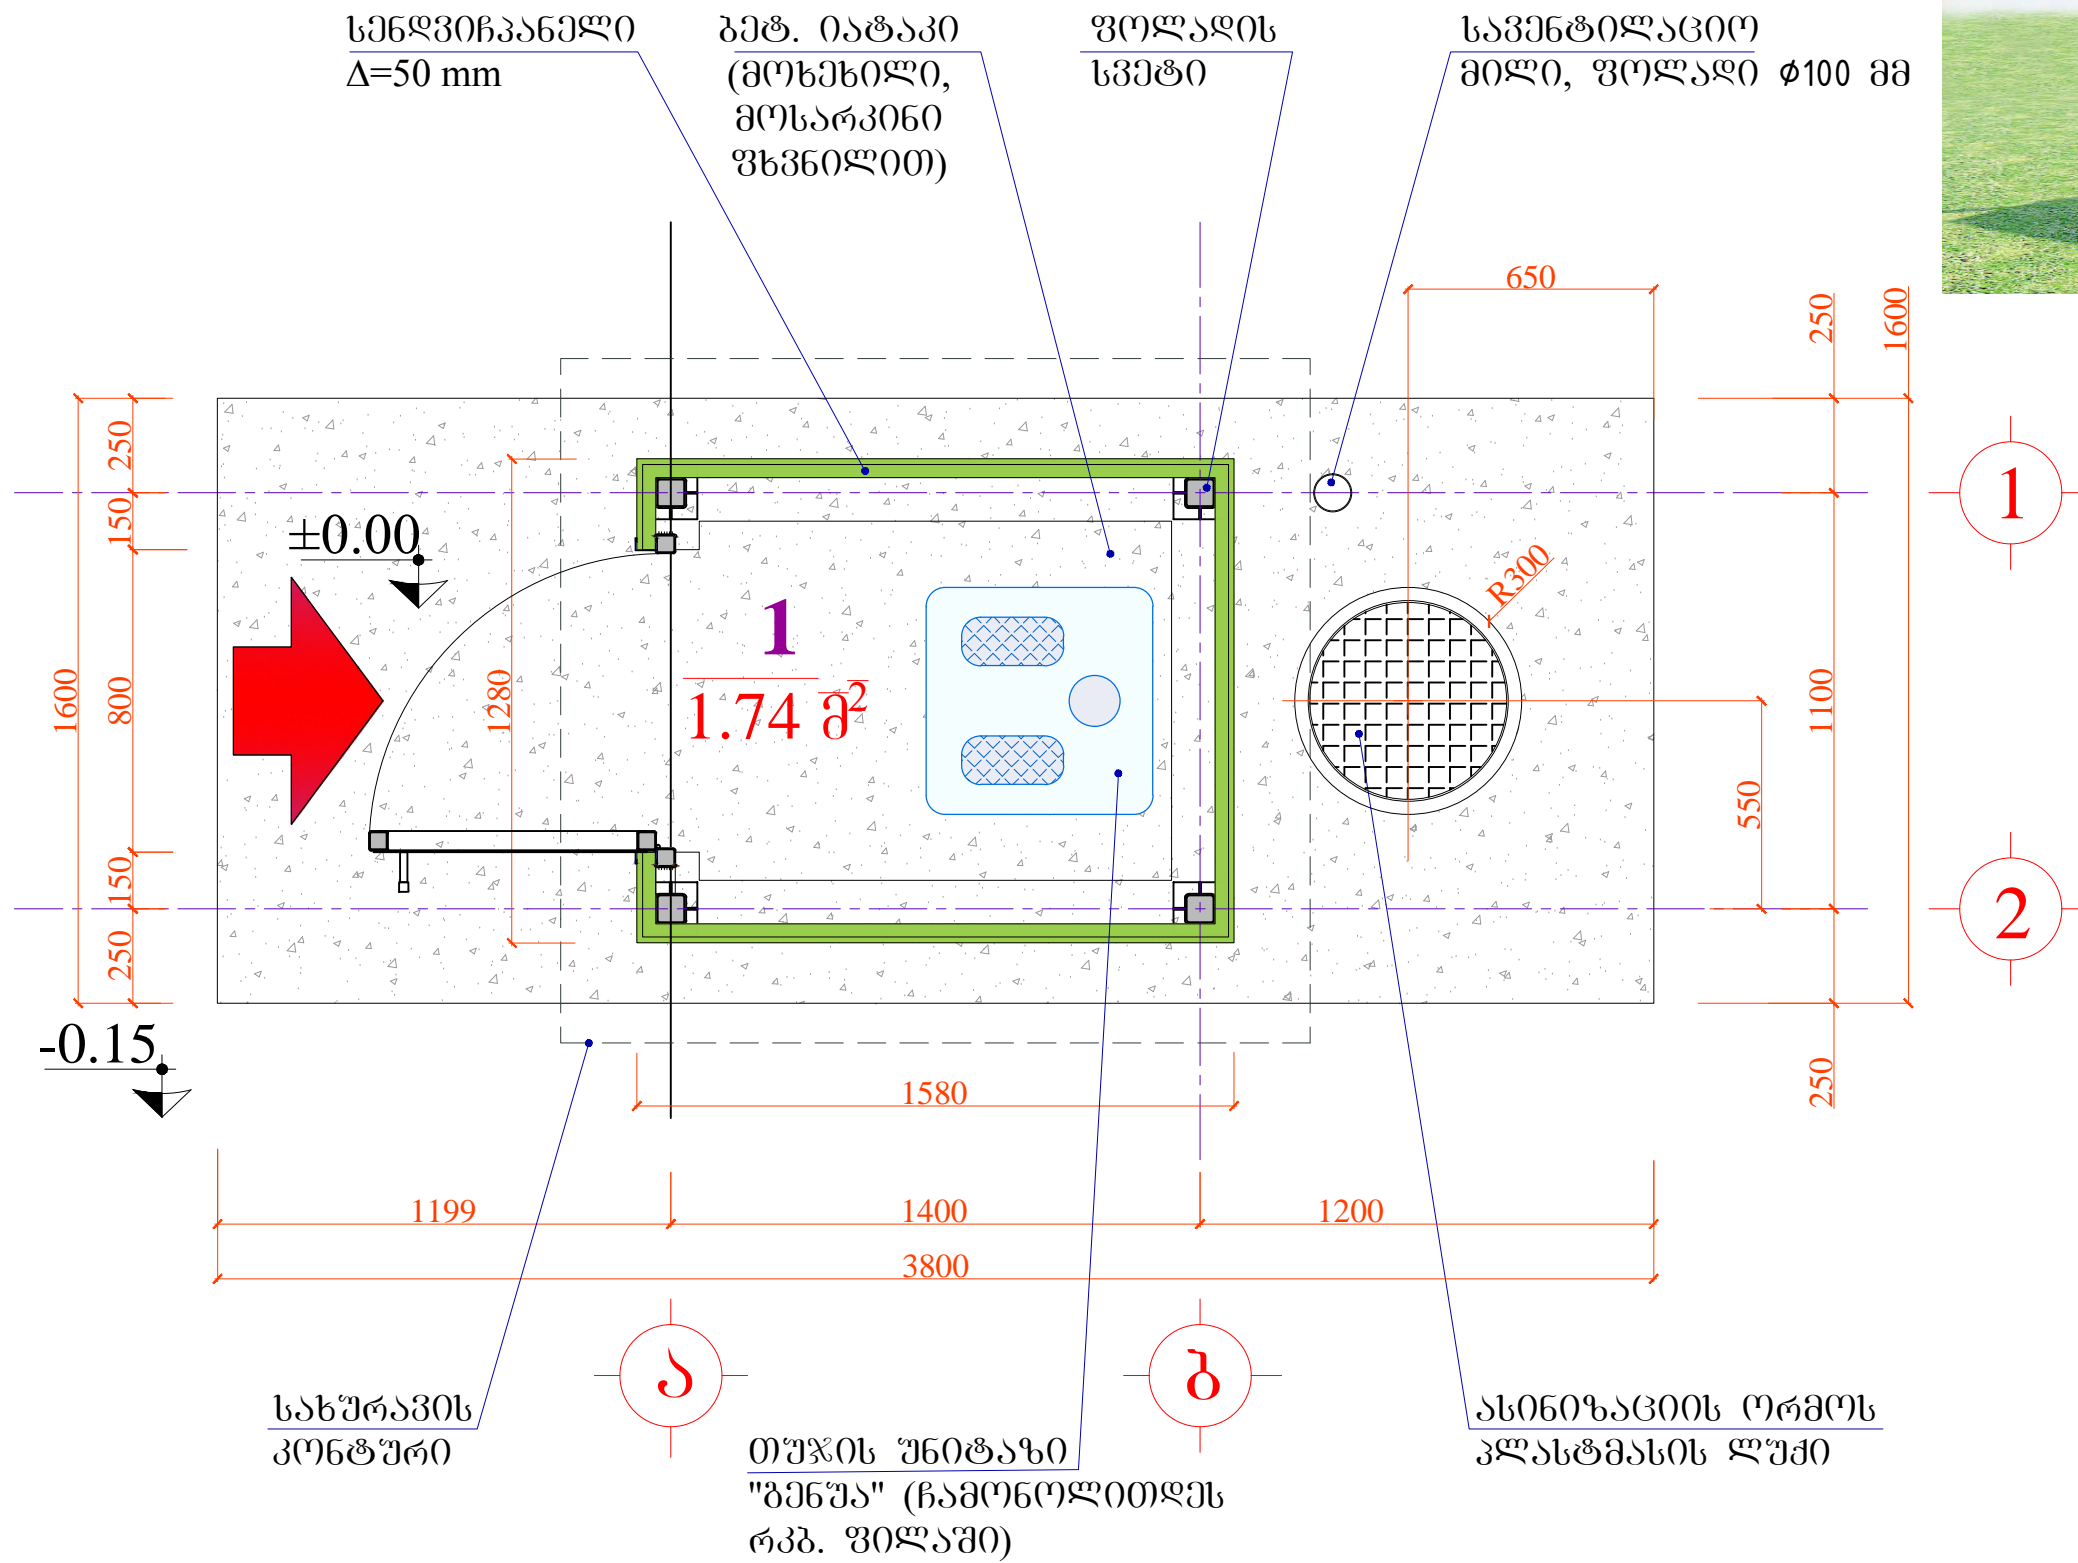 სენდვიჩპანელი
Δ=50 mm
ბეტ. იატაკი
(მოხეხილი,
მოსარკინი
ფხვნილით)
ფოლადის
სვეტი
სავენტილაციო
მილი, ფოლადი Φ100 მმ
650
250
1600
250
150
±0.00
1
R300
1
1.74 მ²
1280
1600
800
1100
550
150
250
2
-0.15
250
1580
1199
1400
1200
3800
ა
ბ
სახურავის
კონტური
თუჯის უნიტაზი
"გენუა" (ჩამონოლითდეს
რკბ. ფილაში)
ასინიზაციის ორმოს
პლასტმასის ლუქი